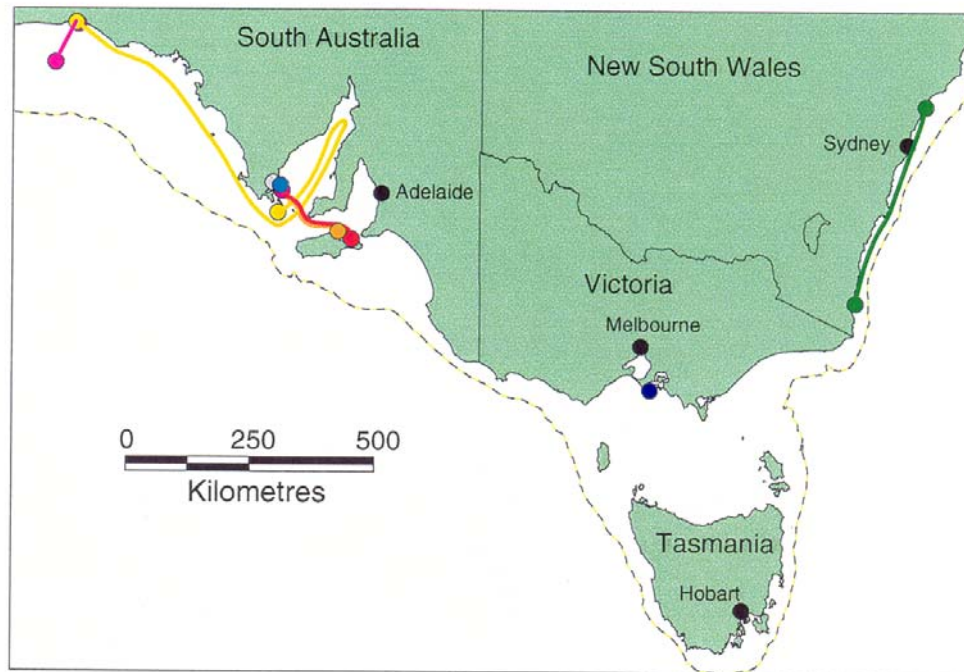 South Australia
New South Wales
Sydney
Adelaide
Victoria
Melbourne
0 250 500
Kilometres
Tasmania
Hobart